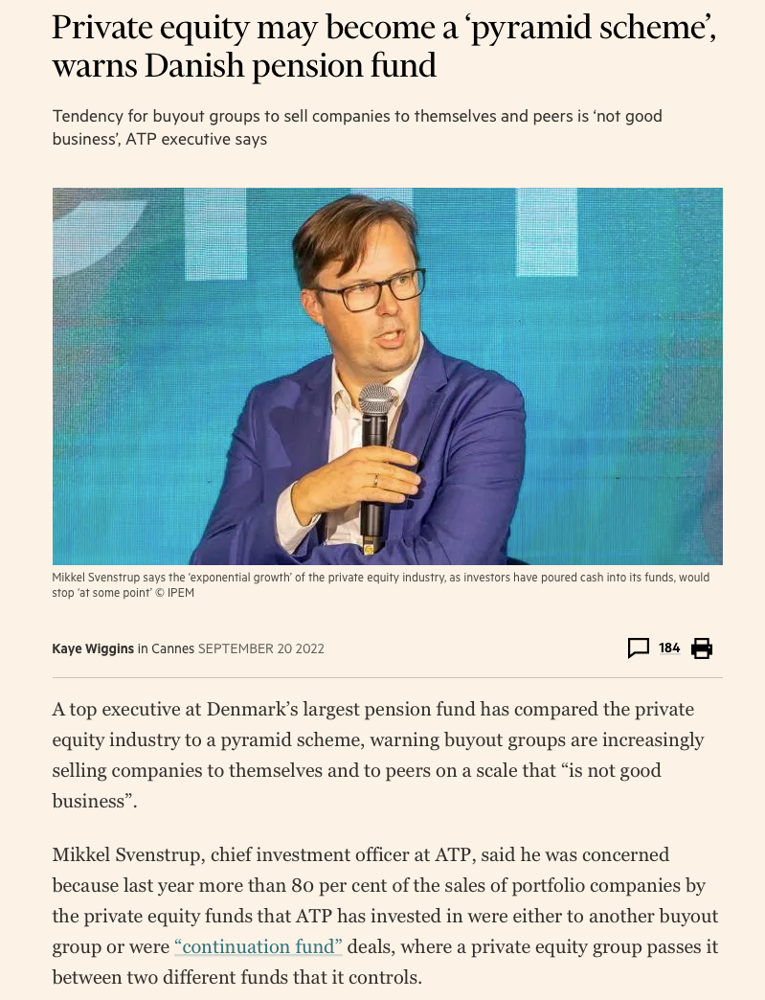 Private equity may become a ‘pyramid scheme’,
warns Danish pension fund
Tendency for buyout groups to sell companies to themselves and peers is ‘not good
business’, ATP executive says
Mikkel Svenstrup says the ‘exponential growth’ of the private equity industry, as investors have poured cash into its funds, would
stop ‘at some point’ © IPEM
Kaye Wiggins in Cannes SEPTEMBER 20 2022
184
A top executive at Denmark’s largest pension fund has compared the private
equity industry to a pyramid scheme, warning buyout groups are increasingly
selling companies to themselves and to peers on a scale that “is not good
business”.
Mikkel Svenstrup, chief investment officer at ATP, said he was concerned
because last year more than 80 per cent of the sales of portfolio companies by
the private equity funds that ATP has invested in were either to another buyout
group or were “continuation fund” deals, where a private equity group passes it
between two different funds that it controls.